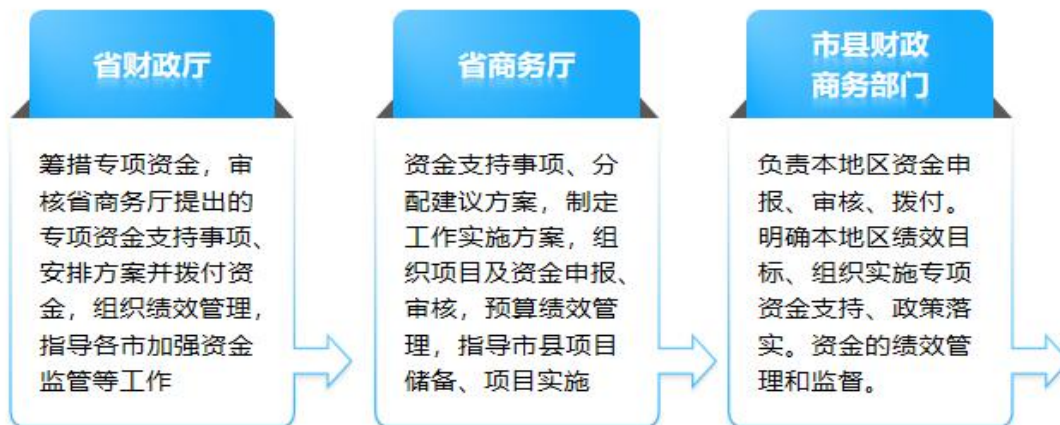 省财政厅
筹措专项资金，审
核省商务厅提出的
专项资金支持事项、
安排方案并拨付资
金，组织绩效管理，
指导各市加强资金
监管等工作
省商务厅
资金支持事项、分
配建议方案，制定
工作实施方案，组
织项目及资金申报、
审核，预算绩效管
理，指导市县项目
储备、项目实施
市县财政
商务部门
负责本地区资金申
报、审核、拨付。
明确本地区绩效目
标、组织实施专项
资金支持、政策落
实。资金的绩效管
理和监督。